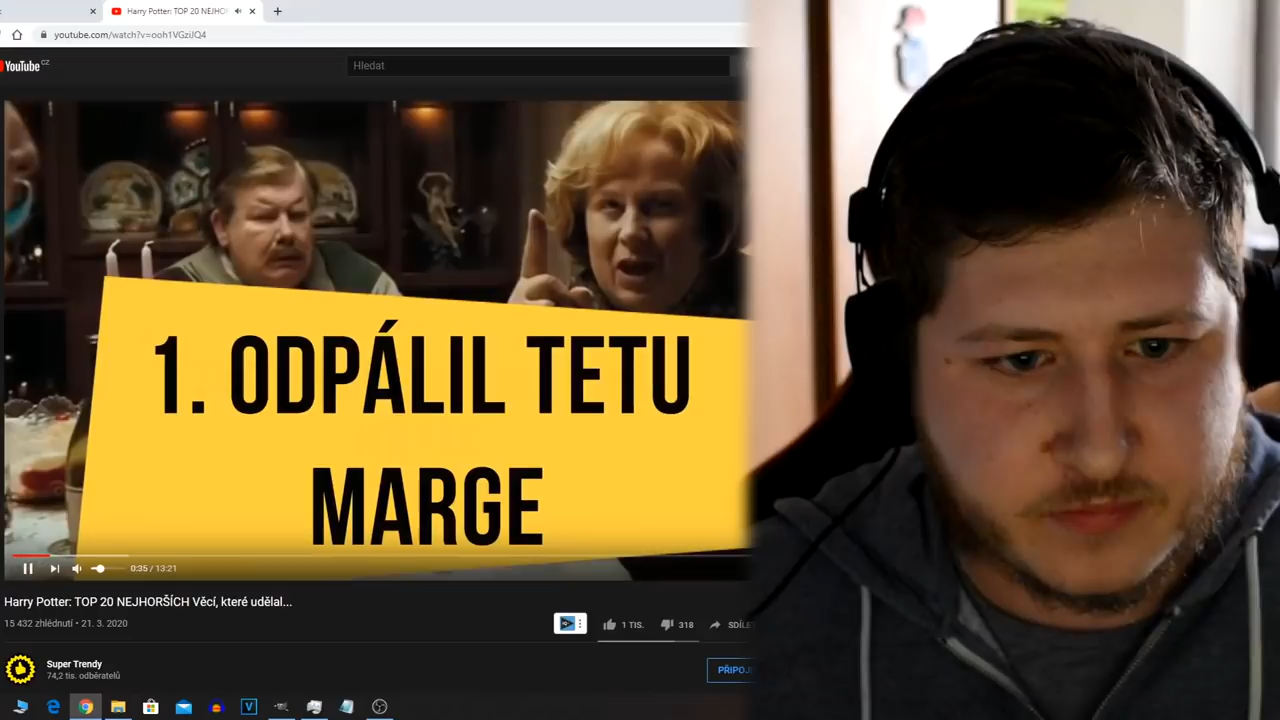 Harry Potter: TOP 20 NEJHOR
youtube.com/watch?v=ooh1VGziJQ4
YouTube CZ
Hledat
1. ODPÁLIL TETU
MARGE
0:35 / 13:21
Harry Potter: TOP 20 NEJHORŠÍCH Věcí, které udělal...
15 432 zhlédnutí • 21. 3. 2020
1 TIS.
318
SDÍLE
Super Trendy
74,2 tis. odběratelů
PŘIPOJ